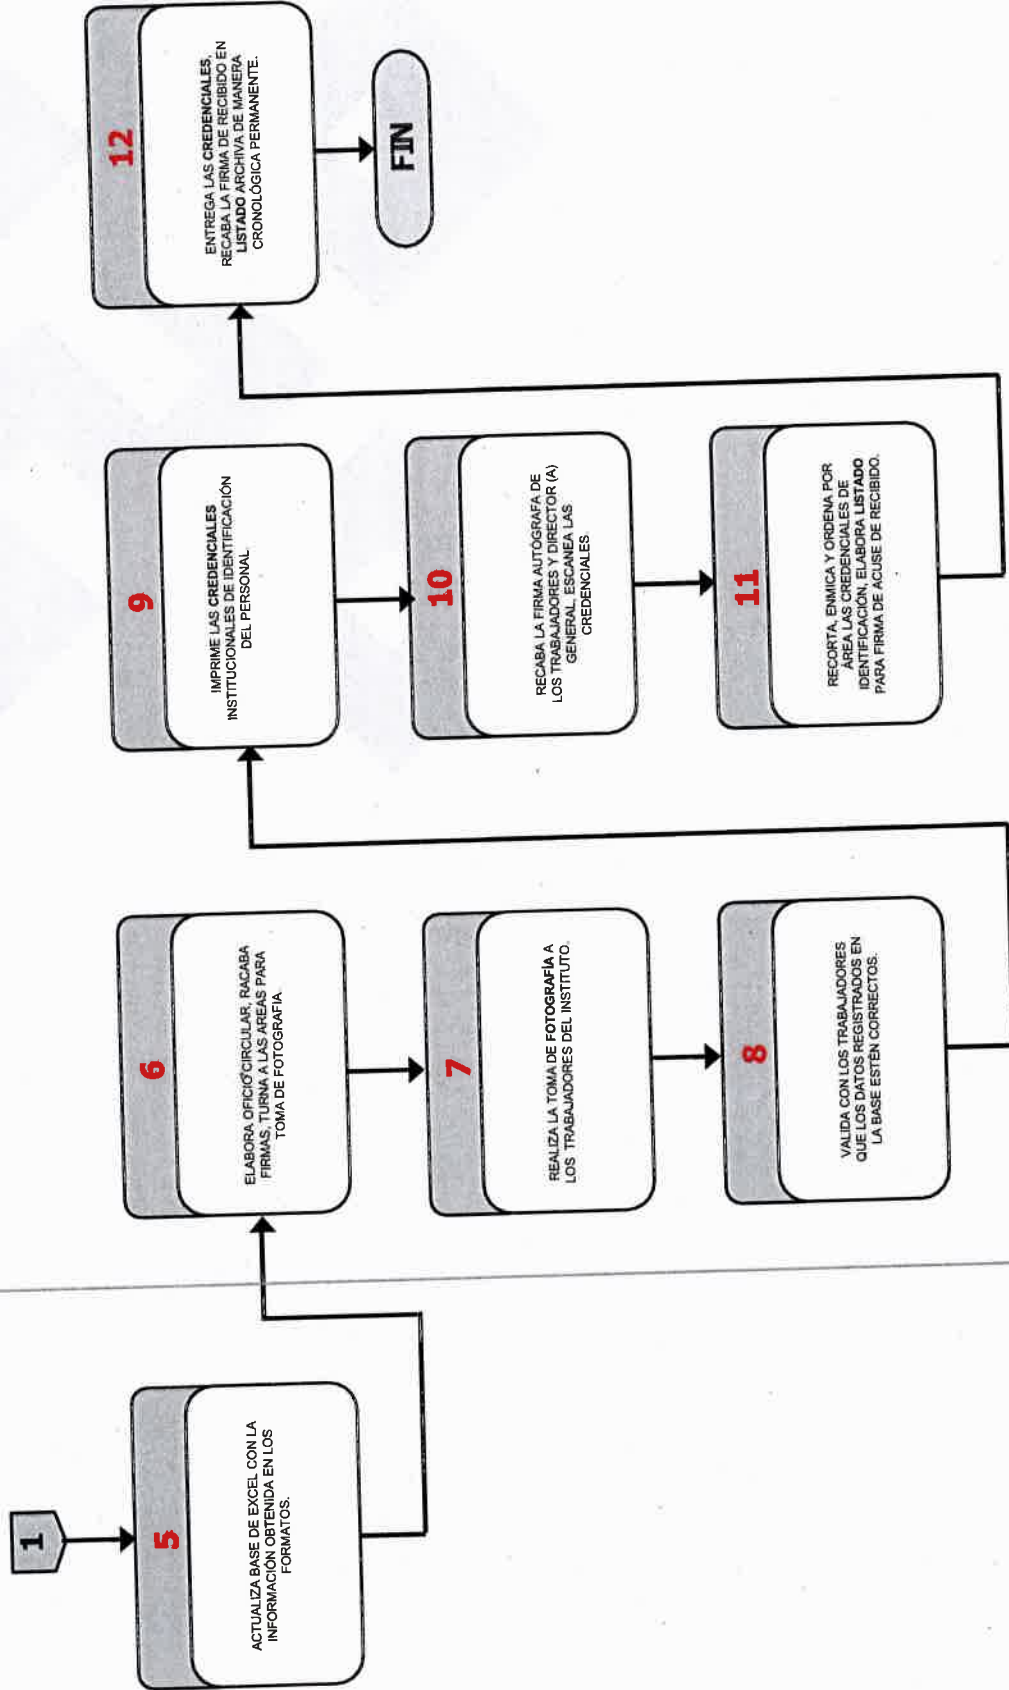 1
5
ACTUALIZA BASE DE EXCEL CON LA
INFORMACIÓN OBTENIDA EN LOS
FORMATOS.
6
ELABORA OFICIO CIRCULAR, RACABA
FIRMAS, TURNA A LAS AREAS PARA
TOMA DE FOTOGRAFIA.
7
REALIZA LA TOMA DE FOTOGRAFÍA A
LOS TRABAJADORES DEL INSTITUTO.
8
VALIDA CON LOS TRABAJADORES
QUE LOS DATOS REGISTRADOS EN
LA BASE ESTÉN CORRECTOS.
9
IMPRIME LAS CREDENCIALES
INSTITUCIONALES DE IDENTIFICACIÓN
DEL PERSONAL.
10
RECABA LA FIRMA AUTÓGRAFA DE
LOS TRABAJADORES Y DIRECTOR (A)
GENERAL, ESCANEA LAS
CREDENCIALES
11
RECORTA, ENMICA Y ORDENA POR
ÁREA LAS CREDENCIALES DE
IDENTIFICACIÓN, ELABORA LISTADO
PARA FIRMA DE ACUSE DE RECIBIDO.
12
ENTREGA LAS CREDENCIALES,
RECABA LA FIRMA DE RECIBIDO EN
LISTADO ARCHIVA DE MANERA
CRONOLÓGICA PERMANENTE.
FIN